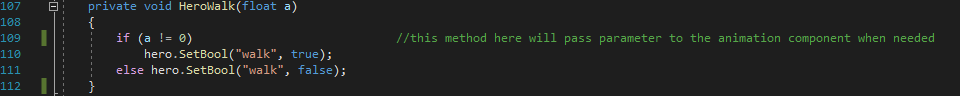 107 private void HeroWalk(float a)
108 {
109 if (a != 0) //this method here will pass parameter to the animation component when needed
110 hero.SetBool("walk", true);
111 else hero.SetBool("walk", false);
112 }